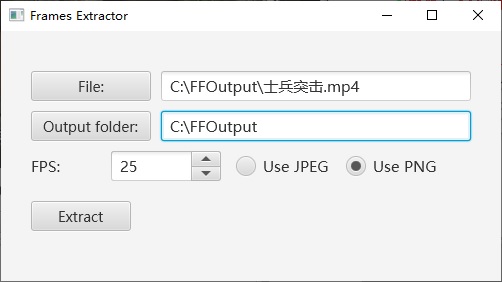 Frames Extractor
File: C:\FFOutput\士兵突击.mp4
Output folder: C:\FFOutput
FPS: 25 Use JPEG Use PNG
Extract